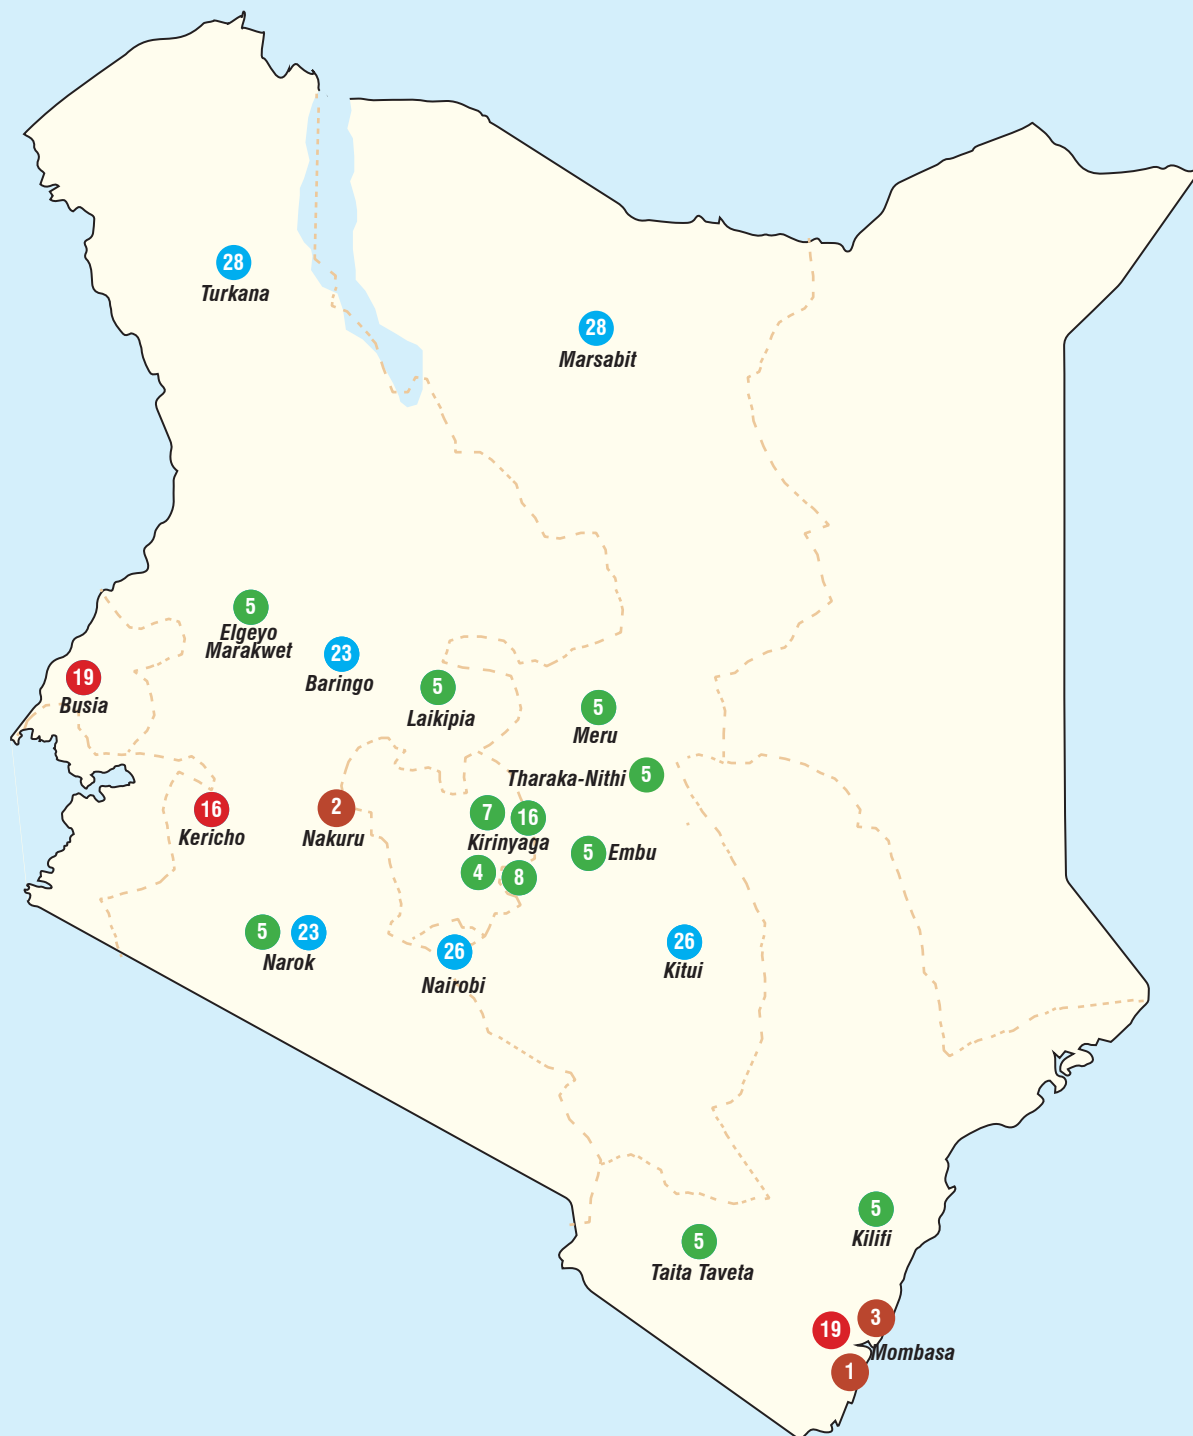 28
Turkana
28
Marsabit
5
Elgeyo
Marakwet
23
Baringo
19
Busia
5
Laikipia
5
Meru
Tharaka-Nithi 5
16
Kericho
2
Nakuru
7 16
Kirinyaga
4 8
5 Embu
5 23
Narok
26
Nairobi
26
Kitui
5
Kilifi
5
Taita Taveta
19 3
Mombasa
1